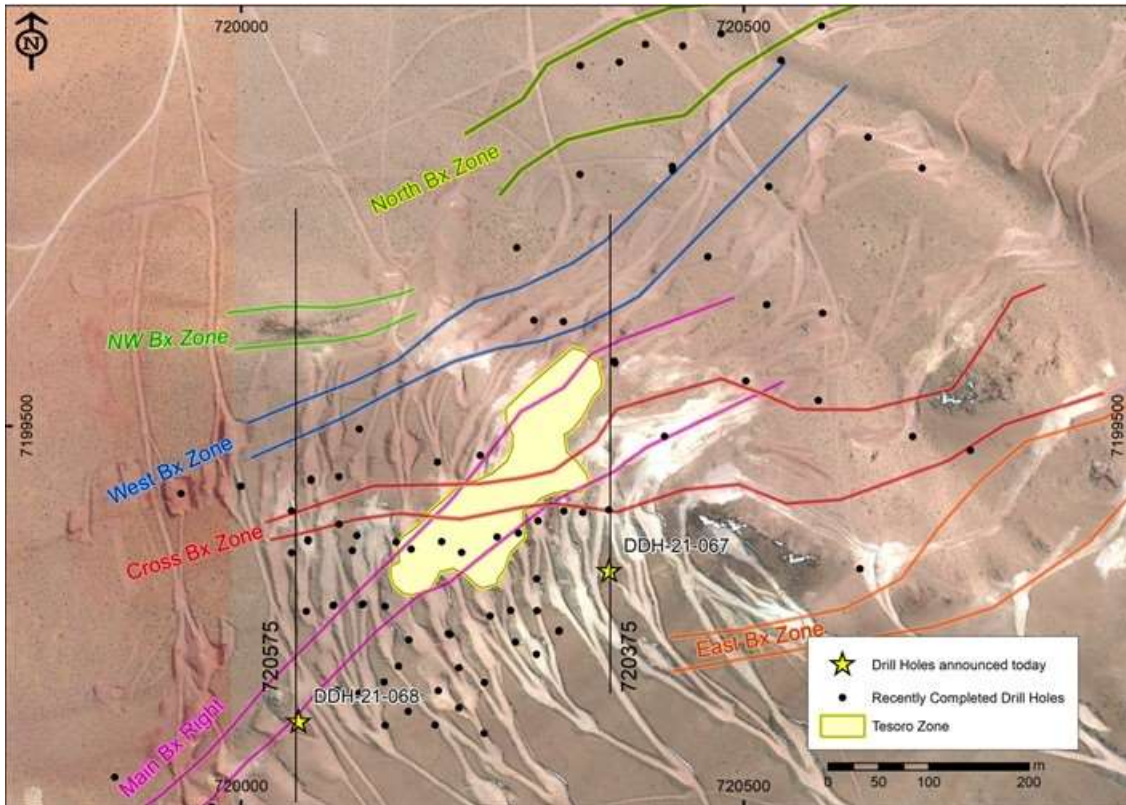 N
720000
720500
North Bx Zone
NW Bx Zone
7199500
7199500
West Bx Zone
Cross Bx Zone
DDH-21-067
East Bx Zone
720575
720375
DDH-21-068
Main Bx Right
Drill Holes announced today
Recently Completed Drill Holes
Tesoro Zone
m
0 25 50 100 200
720000
720500